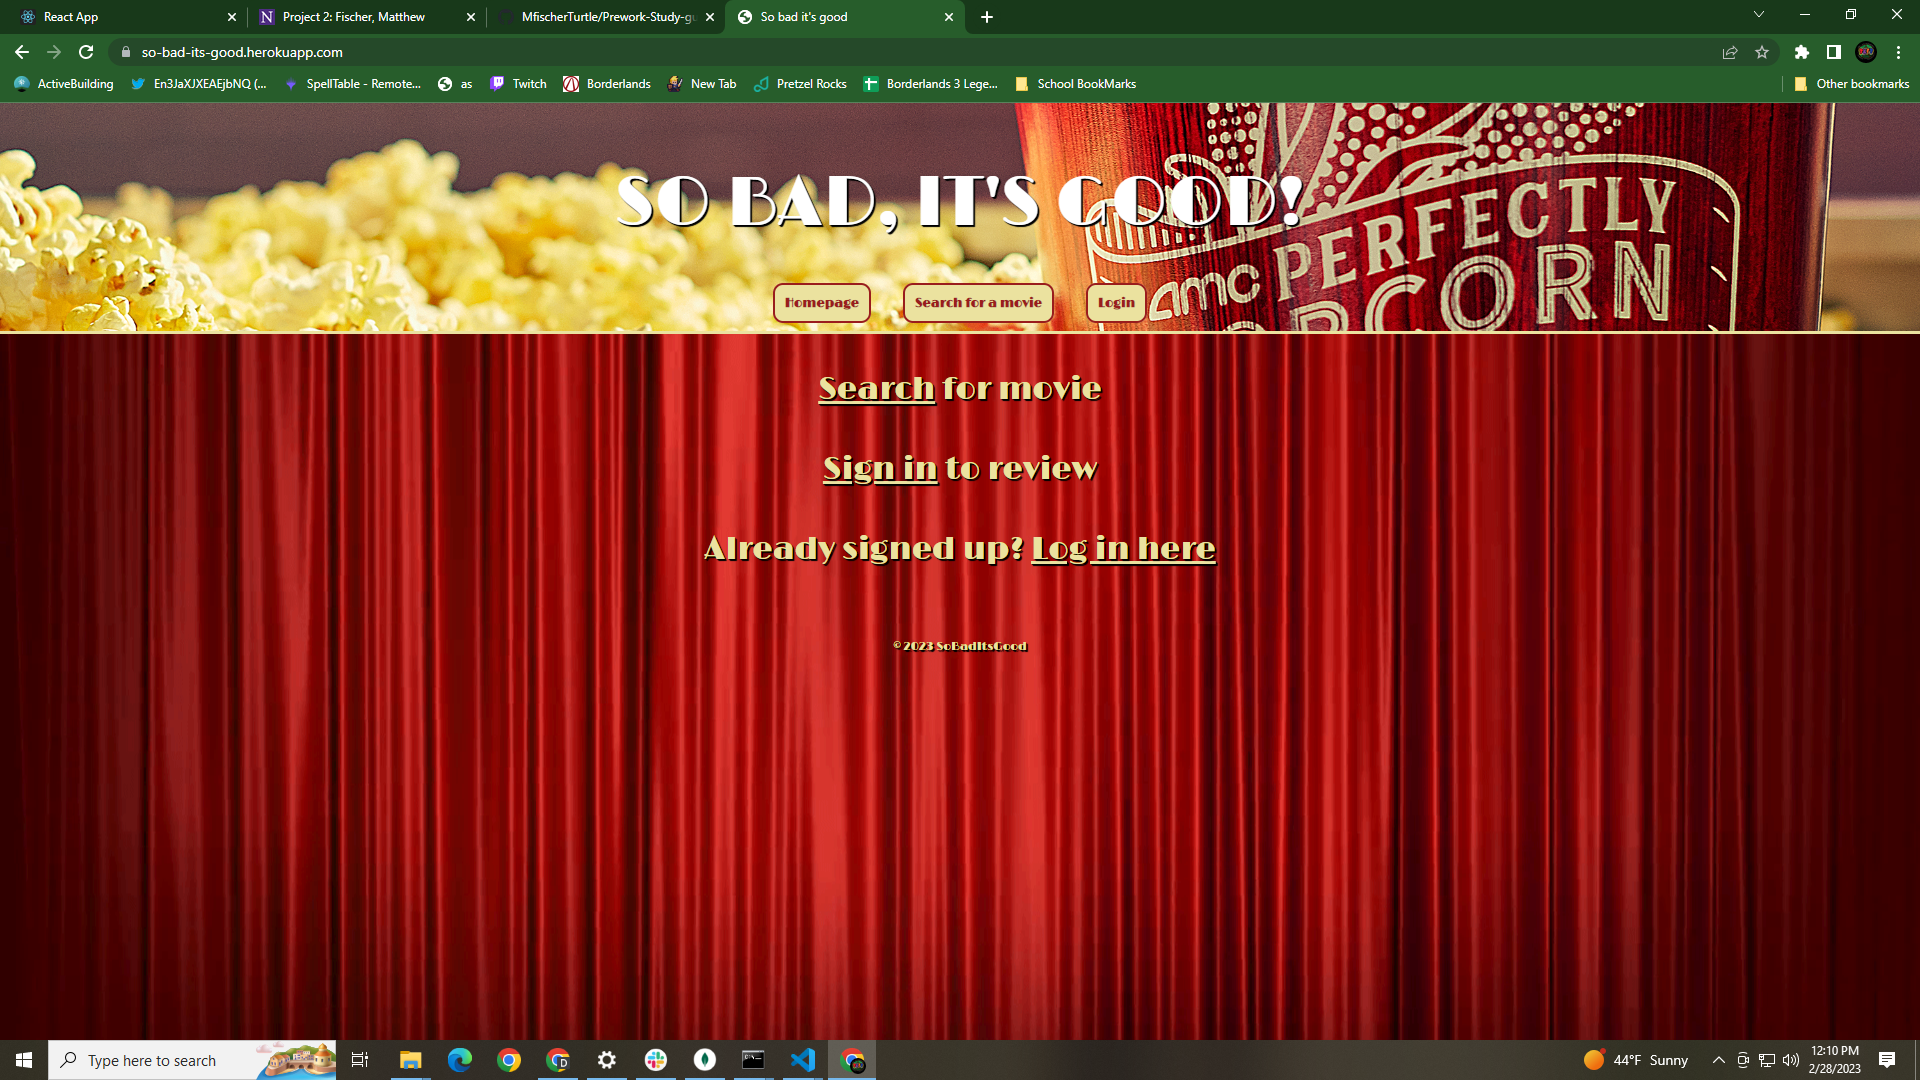 React App
Project 2: Fischer, Matthew
MfischerTurtle/Prework-Study-gu
So bad it's good
so-bad-its-good.herokuapp.com
ActiveBuilding
En3JaXJXEAEjbNQ (...
SpellTable - Remote...
as
Twitch
Borderlands
New Tab
Pretzel Rocks
Borderlands 3 Lege...
School BookMarks
Other bookmarks
SO BAD, IT'S GOOD!
PERFECTLY
amc
POPCORN
Homepage
Search for a movie
Login
Search for movie
Sign in to review
Already signed up? Log in here
© 2023 SoBadItsGood
Type here to search
44°F Sunny
12:10 PM
2/28/2023